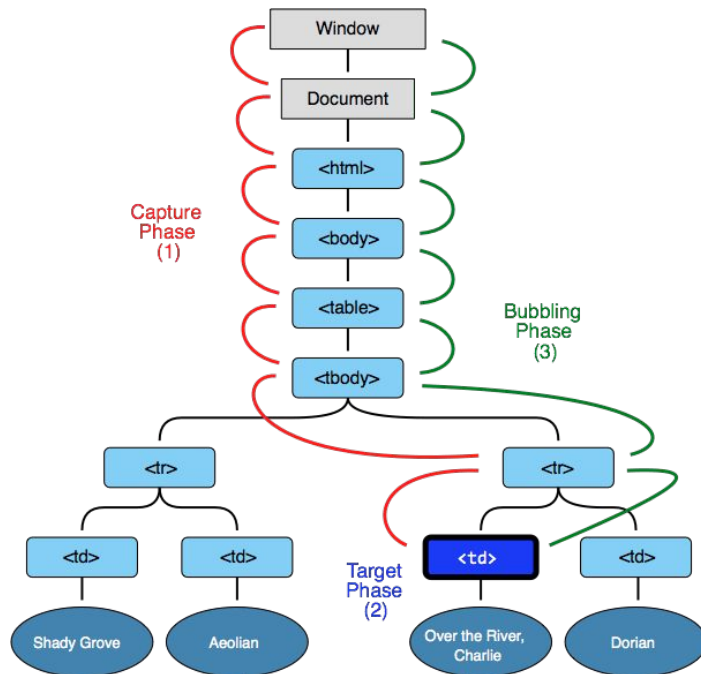 Window
Document
<html>
Capture
Phase
(1)
<body>
<table>
Bubbling
Phase
(3)
<tbody>
<tr>
<tr>
<td>
<td>
<td>
<td>
Target
Phase
(2)
Shady Grove
Aeolian
Over the River,
Charlie
Dorian